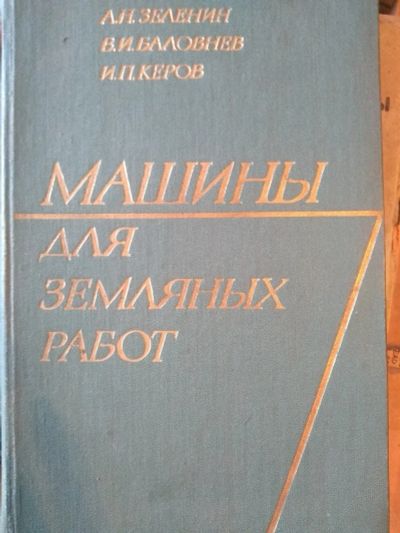 А.Н.ЗЕЛЕНИН
В.И.БАЛОВНЕВ
И.П.КЕРОВ
МАШИНЫ
ДЛЯ
ЗЕМЛЯНЫХ
РАБОТ